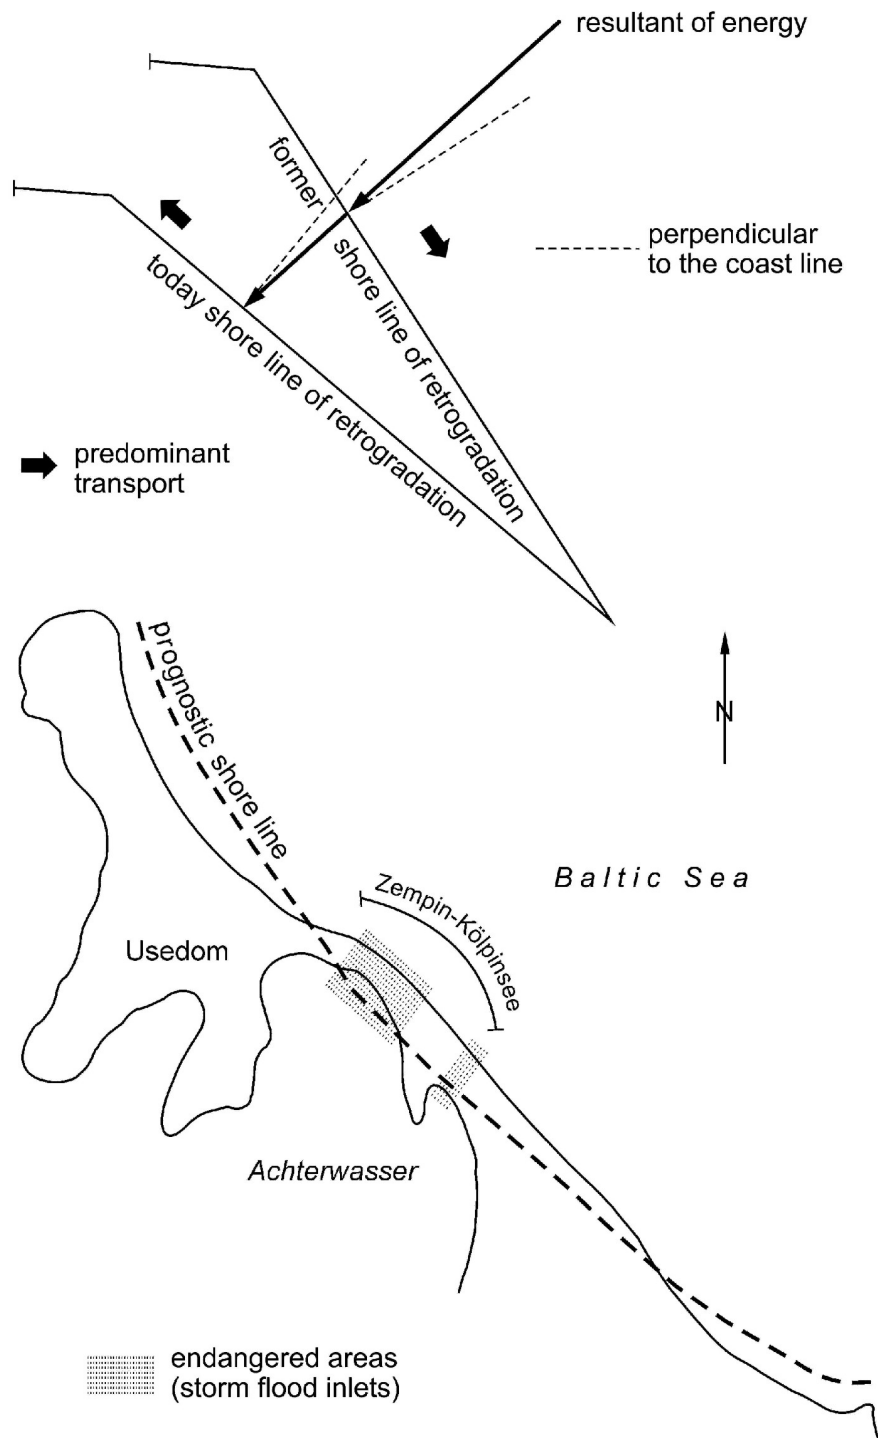 resultant of energy
former
shore line of retrogradation
perpendicular
to the coast line
today shore line of retrogradation
predominant
transport
prognostic shore line
N
Baltic Sea
Zempin-Kölpinsee
Usedom
Achterwasser
endangered areas
(storm flood inlets)